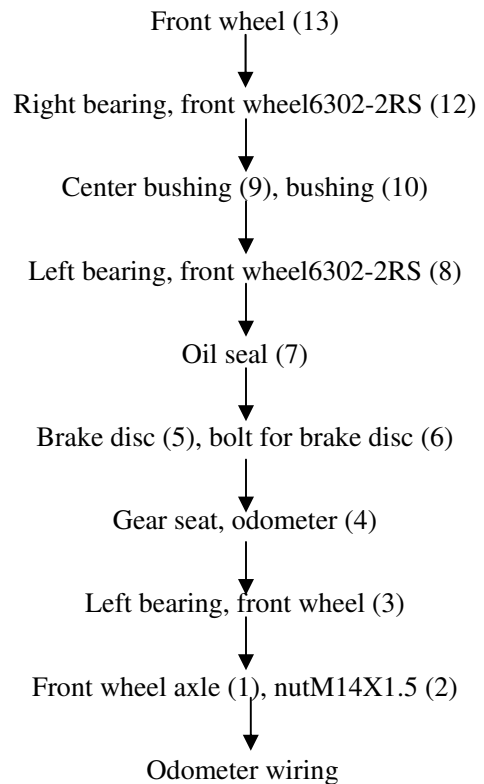 Front wheel (13)
Right bearing, front wheel6302-2RS (12)
Center bushing (9), bushing (10)
Left bearing, front wheel6302-2RS (8)
Oil seal (7)
Brake disc (5), bolt for brake disc (6)
Gear seat, odometer (4)
Left bearing, front wheel (3)
Front wheel axle (1), nutM14X1.5 (2)
Odometer wiring